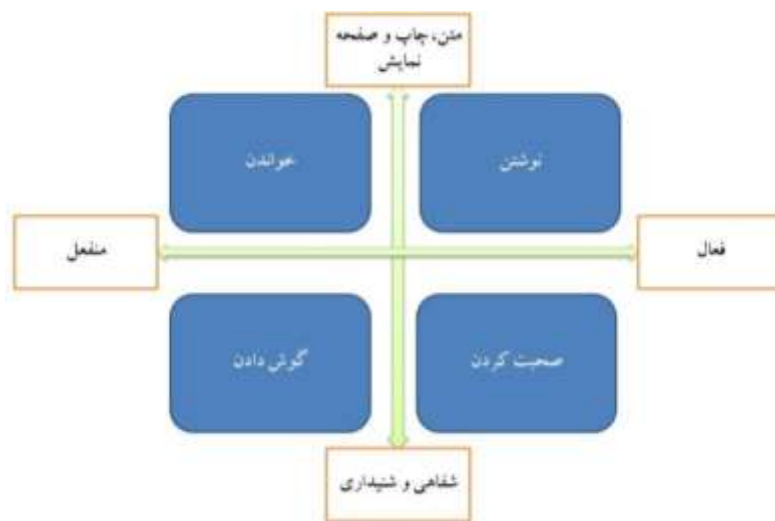 متن، چاپ و صفحه
نمایش
خواندن
نوشتن
منفعل
فعال
گوش دادن
صحبت کردن
شفاهی و شنیداری